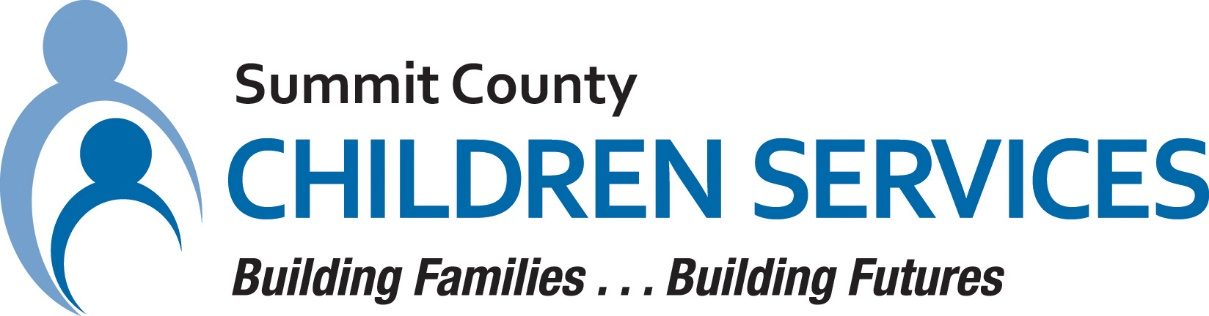 Summit County
CHILDREN SERVICES
Building Families . . . Building Futures